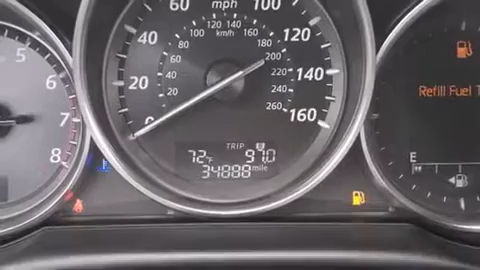 5
6
7
8
60 mph 100
40 120
20 140
0 160
120 140
100 160
80 km/h 180
60 200
40 220
20 240
260
TRIP B
72°F 97.0
34888 mile
Refill Fuel
E